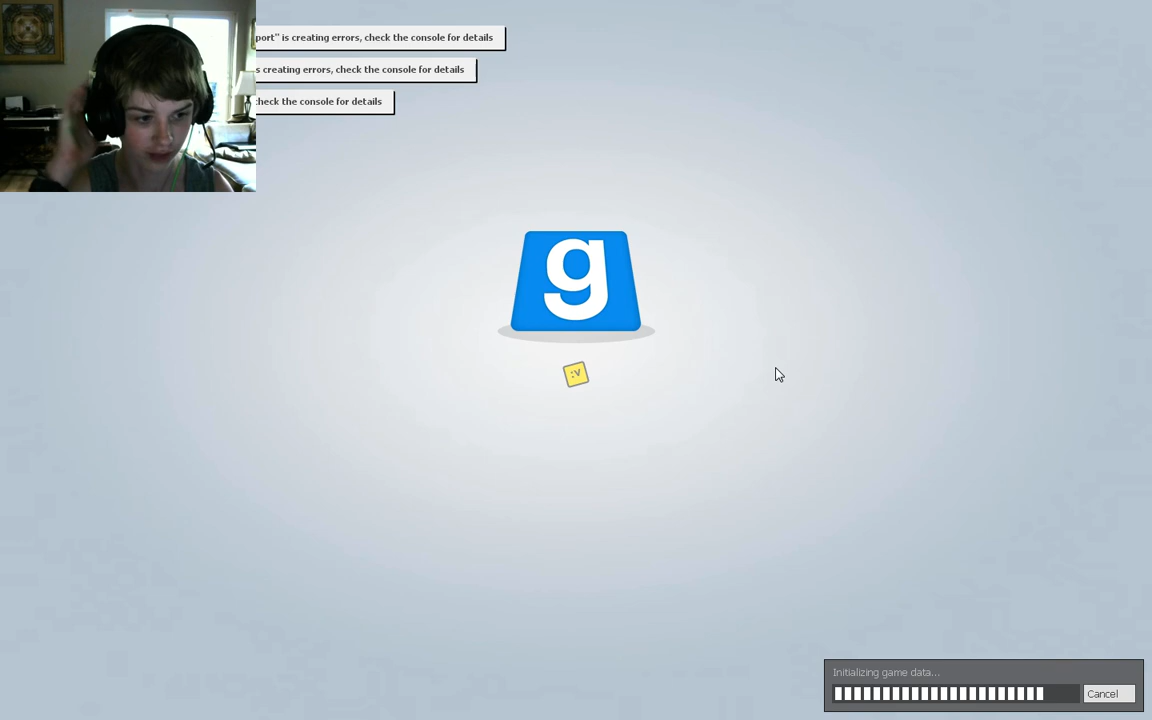 port" is creating errors, check the console for details
s creating errors, check the console for details
check the console for details
g
:v
Initializing game data...
Cancel